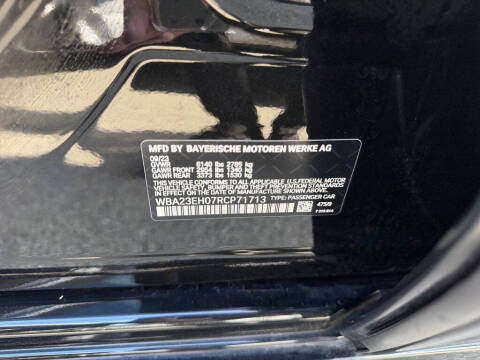 MFD BY BAYERISCHE MOTOREN WERKE AG
09/23
GVWR 6140 lbs 2785 kg
GAWR FRONT 2954 lbs 1340 kg
GAWR REAR 3373 lbs 1530 kg
THIS VEHICLE CONFORMS TO ALL APPLICABLE U.S. FEDERAL MOTOR
VEHICLE SAFETY, BUMPER, AND THEFT PREVENTION STANDARDS
IN EFFECT ON THE DATE OF MANUFACTURE SHOWN ABOVE.
WBA23EH07RCP71713 TYPE: PASSENGER CAR
475/9